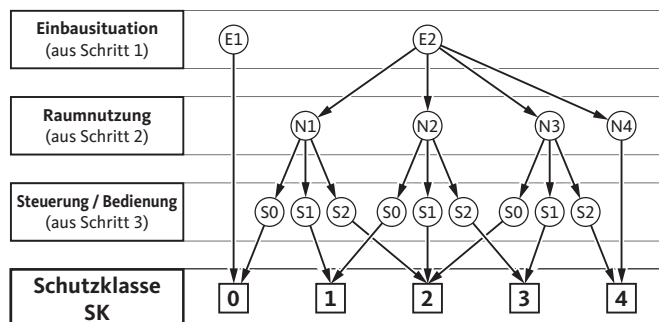 Einbausituation
(aus Schritt 1)
E1 E2
Raumnutzung
(aus Schritt 2)
N1 N2 N3 N4
Steuerung / Bedienung
(aus Schritt 3)
S0 S1 S2 S0 S1 S2 S0 S1 S2
Schutzklasse
SK
0 1 2 3 4